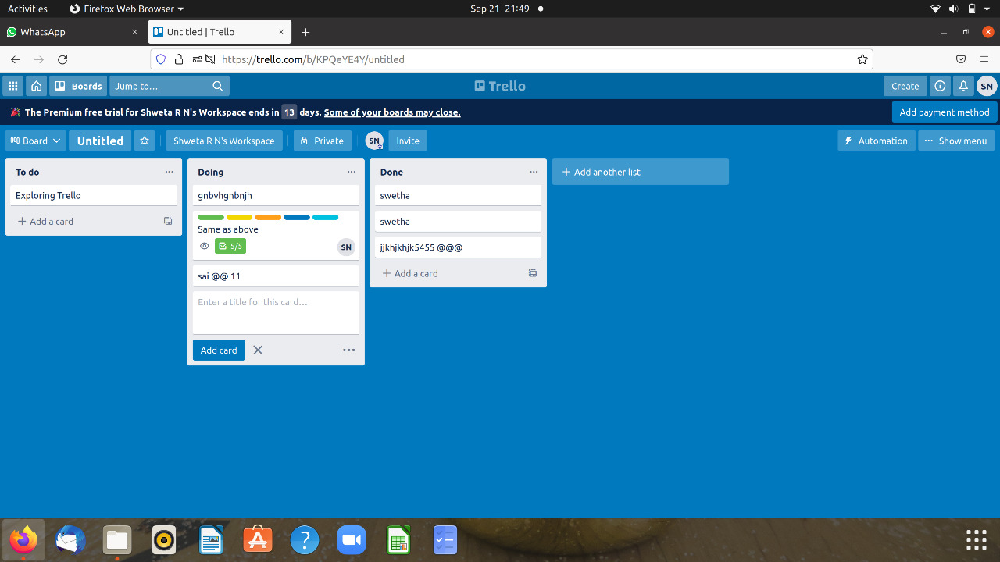 Activities
Firefox Web Browser
Sep 21 21:49
WhatsApp
Untitled | Trello
https://trello.com/b/KPQeYE4Y/untitled
Boards
Jump to…
Trello
Create
SN
The Premium free trial for Shweta R N's Workspace ends in 13 days. Some of your boards may close.
Add payment method
Board
Untitled
Shweta R N's Workspace
Private
SN
Invite
Automation
Show menu
To do
Exploring Trello
Add a card
Doing
gnbvhgnbnjh
Same as above
5/5
SN
sai @@ 11
Enter a title for this card…
Add card
Done
swetha
swetha
jjkhjkhjk5455 @@@
Add a card
Add another list